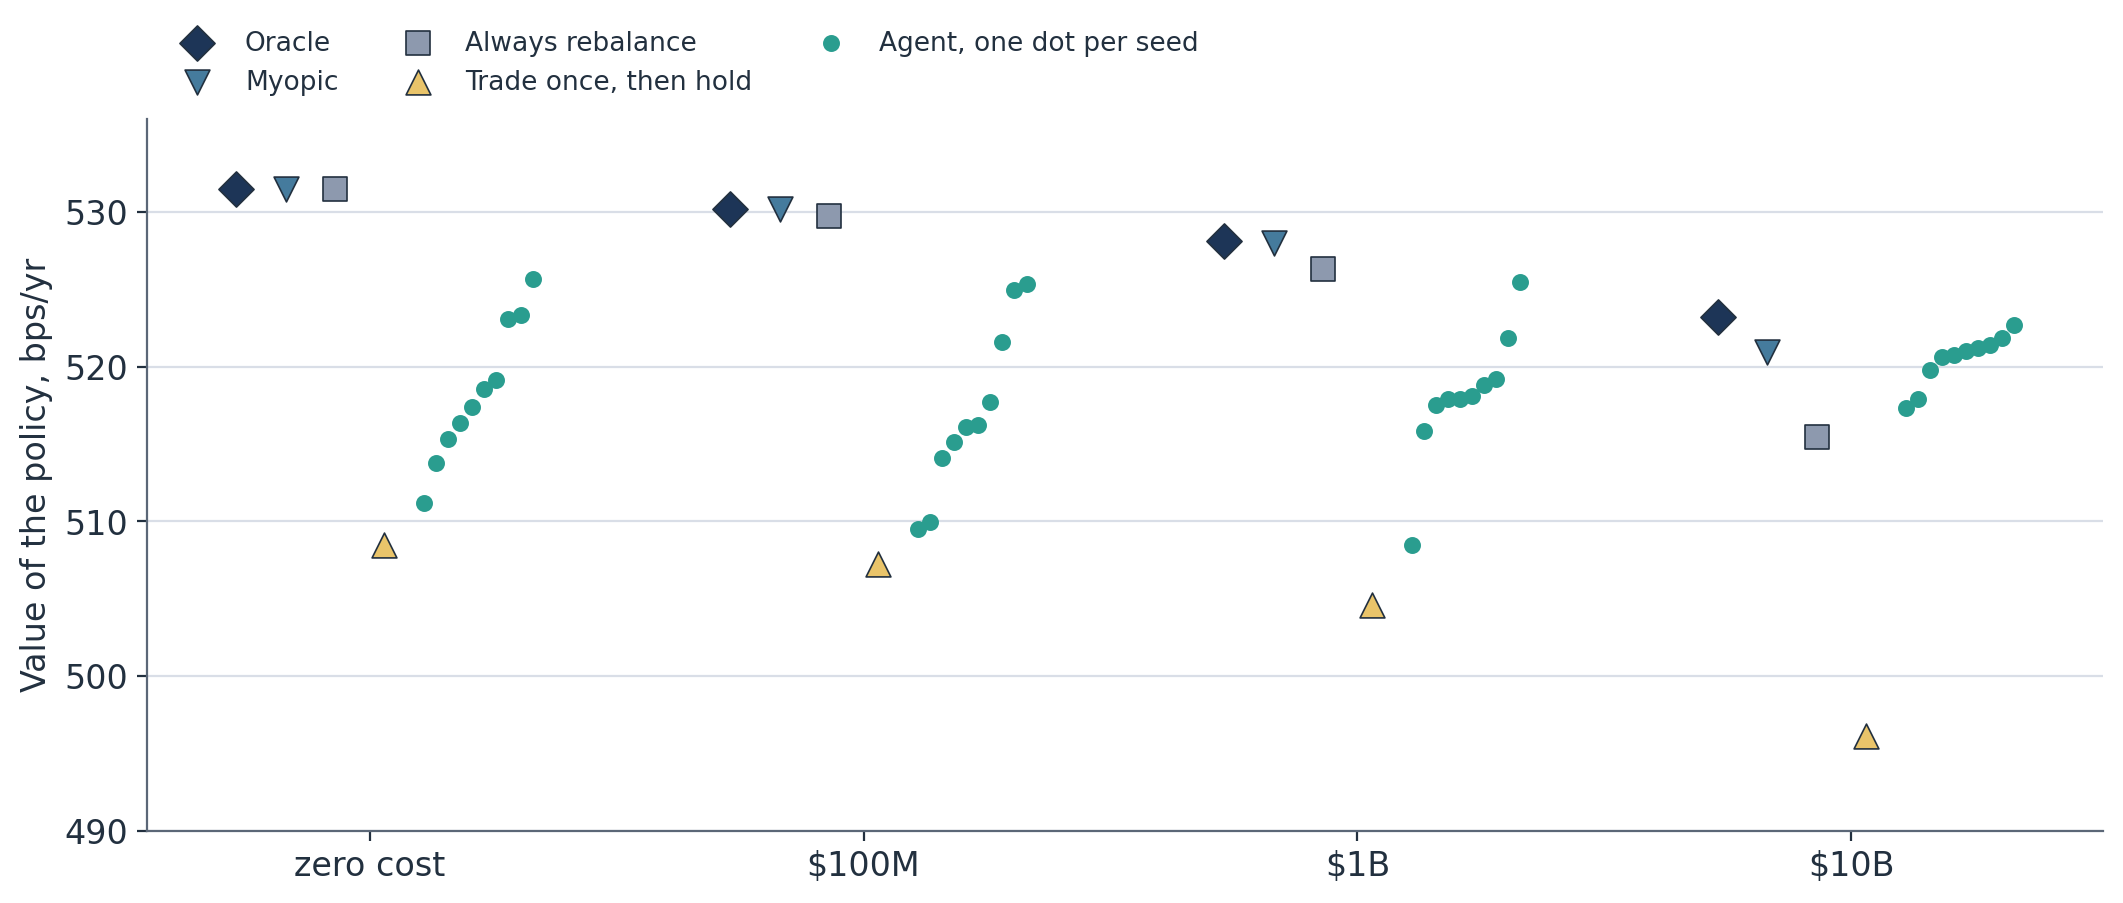 Oracle
Myopic
Always rebalance
Trade once, then hold
Agent, one dot per seed
Value of the policy, bps/yr
530
520
510
500
490
zero cost
$100M
$1B
$10B